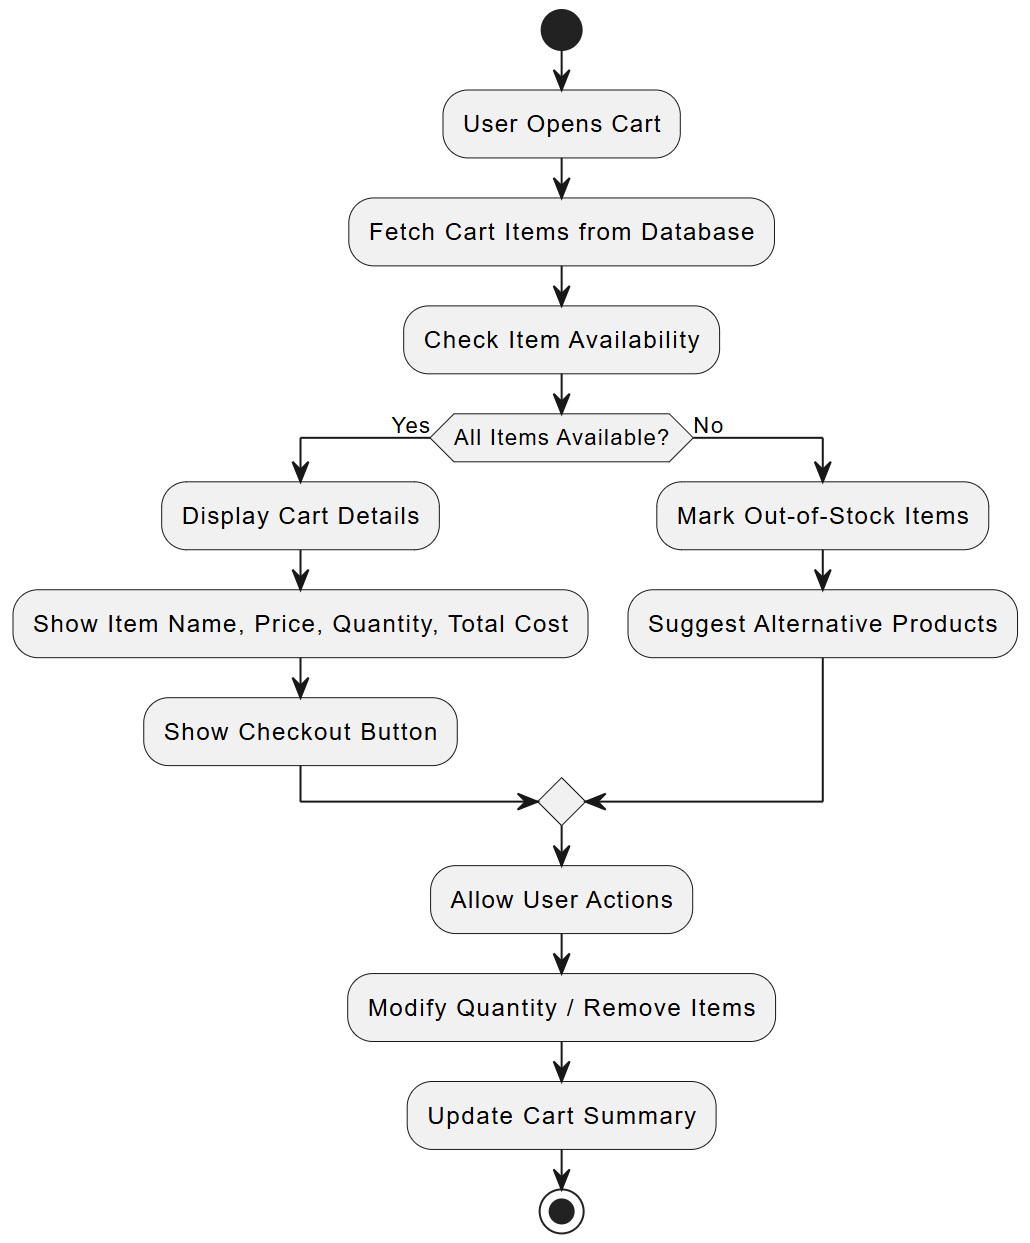 User Opens Cart
Fetch Cart Items from Database
Check Item Availability
Yes
All Items Available?
No
Display Cart Details
Mark Out-of-Stock Items
Show Item Name, Price, Quantity, Total Cost
Suggest Alternative Products
Show Checkout Button
Allow User Actions
Modify Quantity / Remove Items
Update Cart Summary